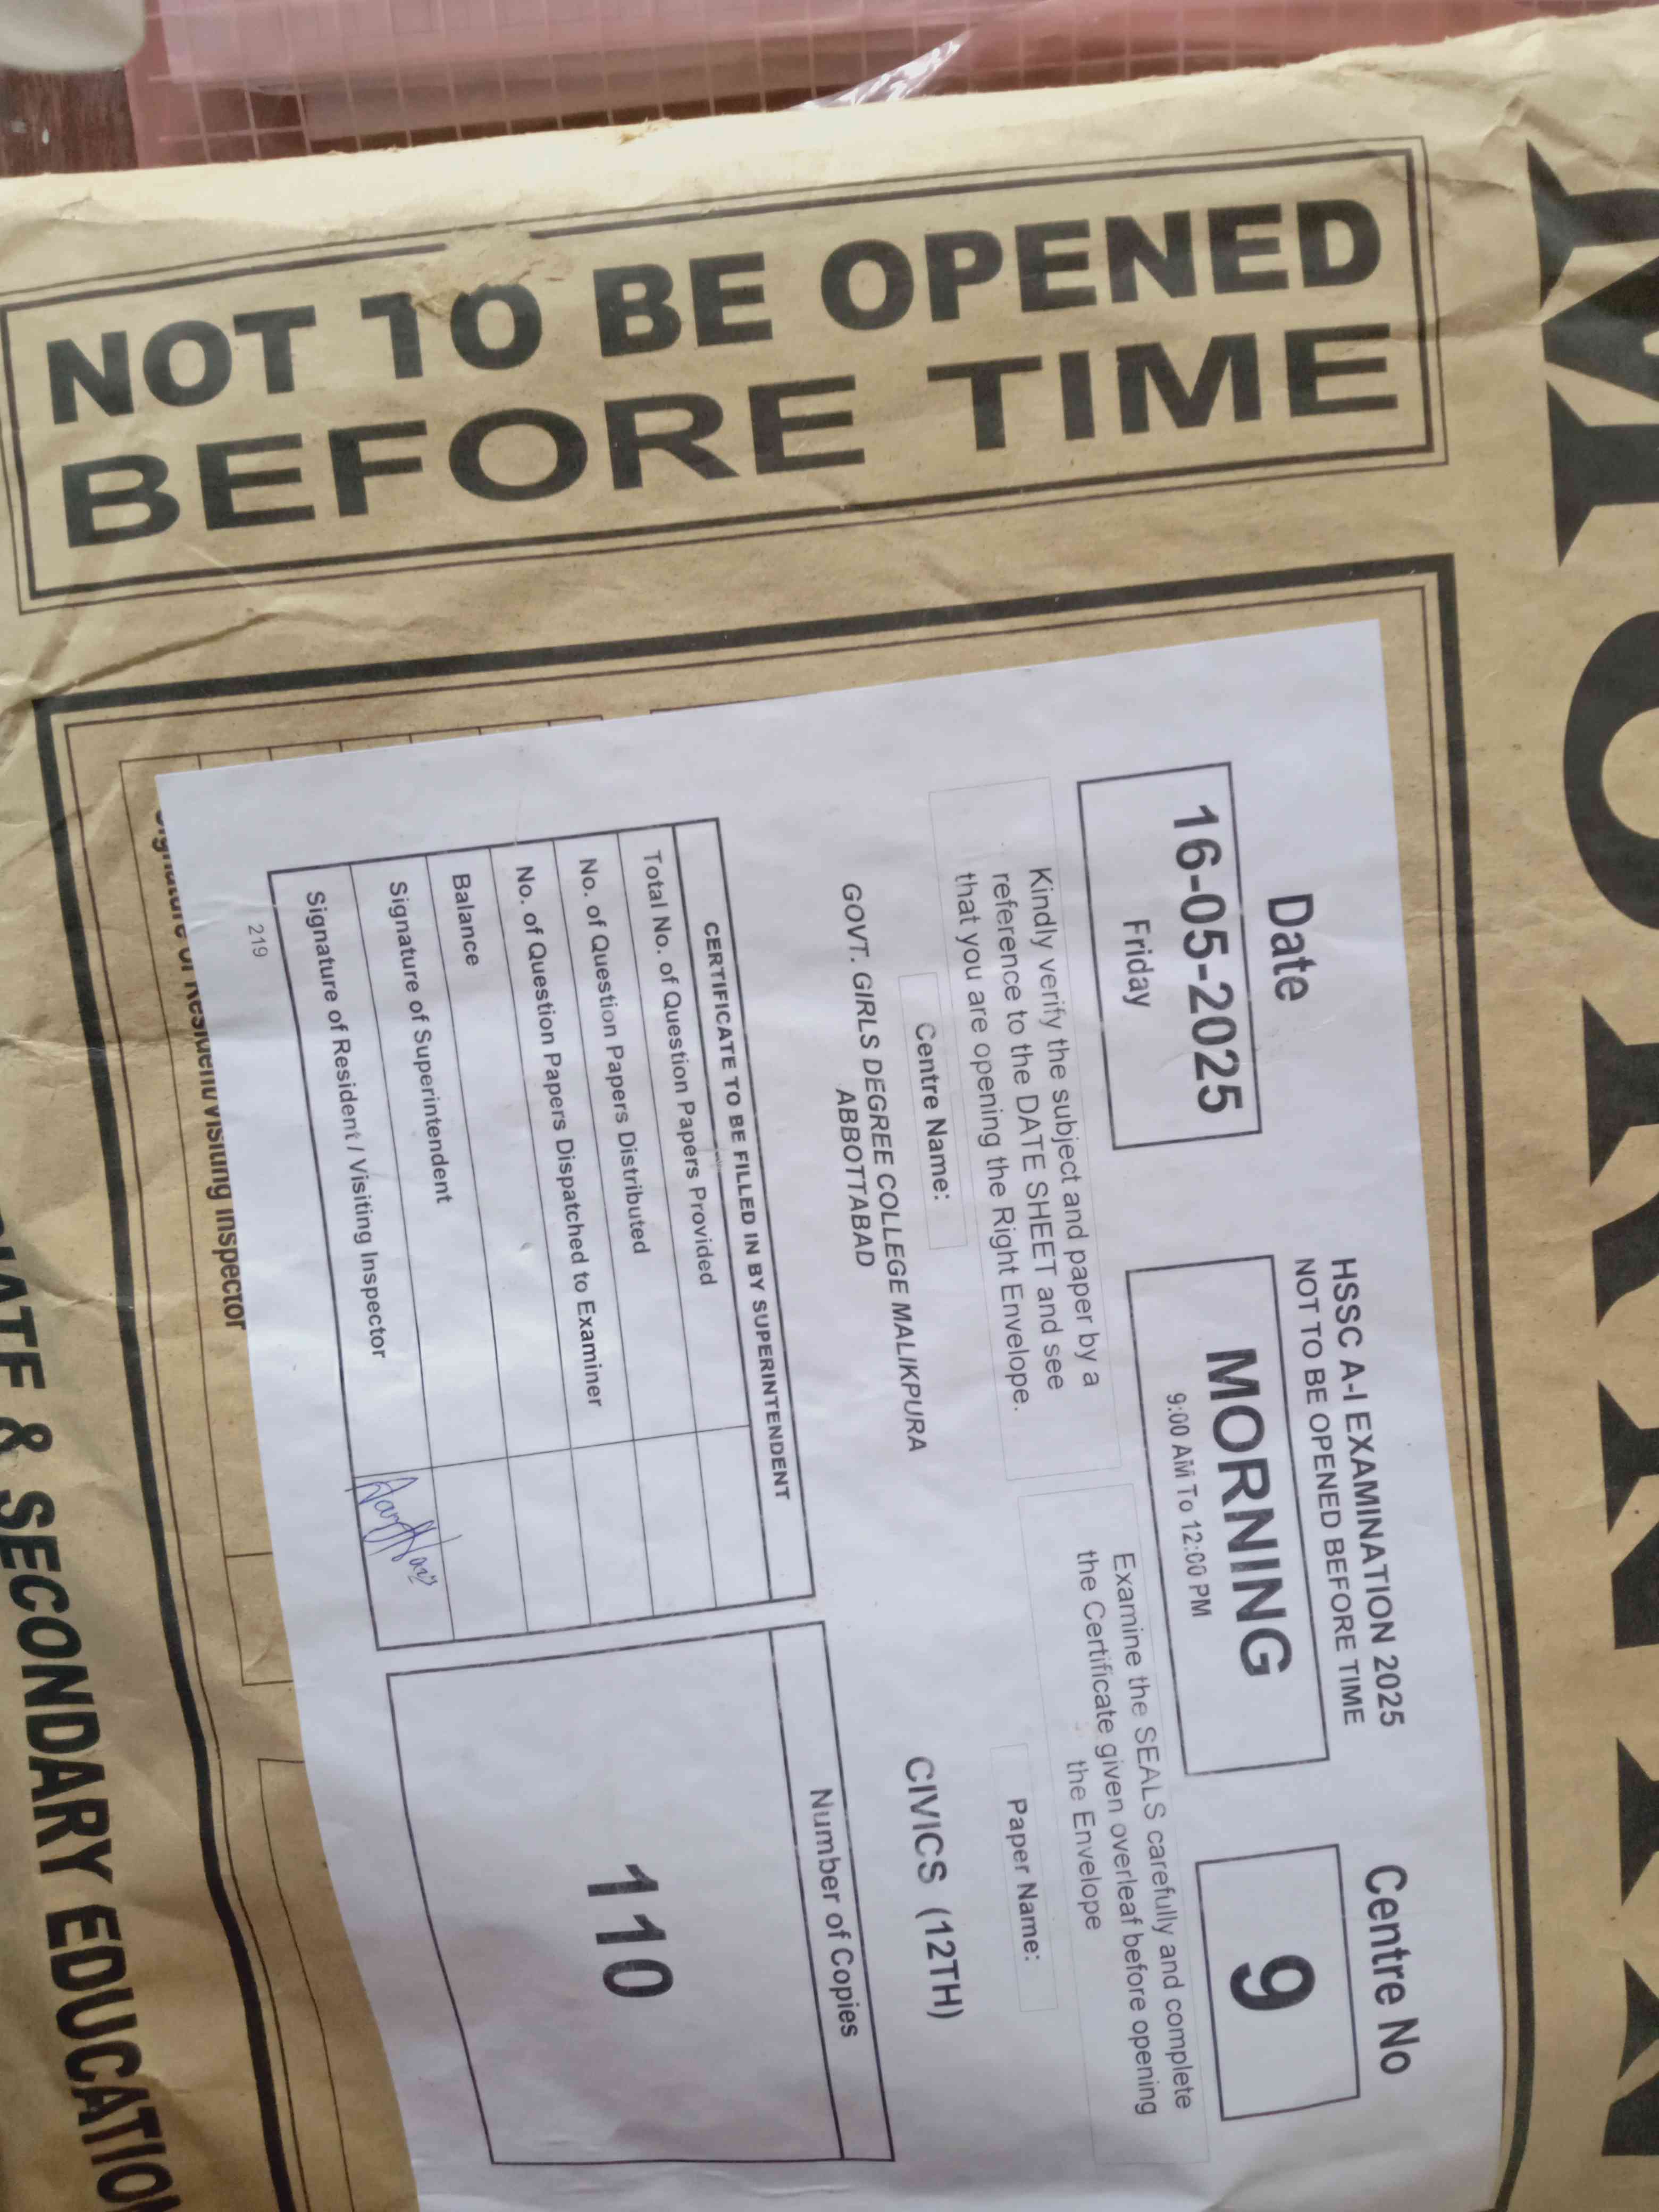 NOT TO BE OPENED
BEFORE TIME
HSSC A-I EXAMINATION 2025
NOT TO BE OPENED BEFORE TIME
Date
16-05-2025
Friday
MORNING
9:00 AM To 12:00 PM
Centre No
9
Kindly verify the subject and paper by a
reference to the DATE SHEET and see
that you are opening the Right Envelope.
Examine the SEALS carefully and complete
the Certificate given overleaf before opening
the Envelope
Centre Name:
GOVT. GIRLS DEGREE COLLEGE MALIKPURA
ABBOTTABAD
Paper Name:
CIVICS (12TH)
CERTIFICATE TO BE FILLED IN BY SUPERINTENDENT
Total No. of Question Papers Provided
No. of Question Papers Distributed
No. of Question Papers Dispatched to Examiner
Balance
Signature of Superintendent
Signature of Resident / Visiting Inspector
Number of Copies
110
219
Signature of Resident/Visiting Inspector
& SECONDARY EDUCATION